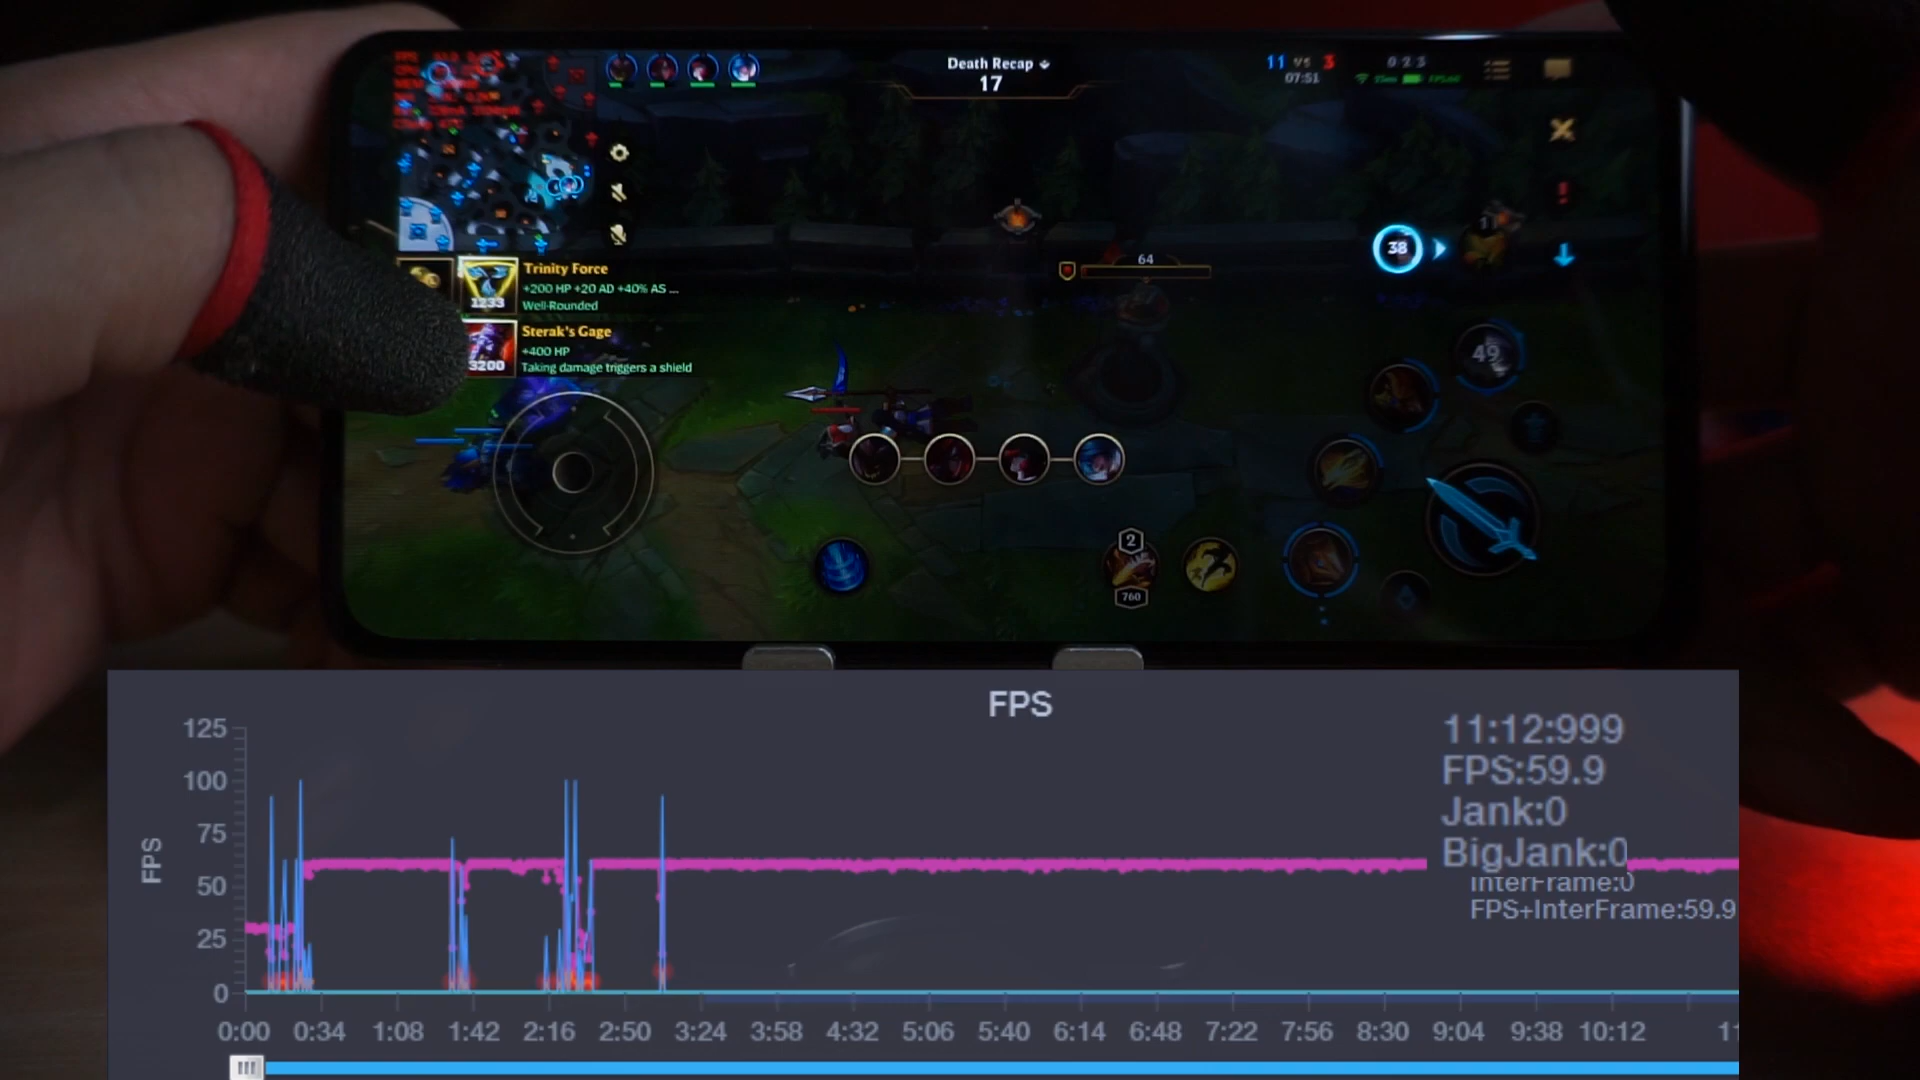 Death Recap
17
11 vs 3
07:51
0 2 3
38
11
64
Trinity Force
+200 HP +20 AD +40% AS ...
Well-Rounded
1233
Sterak's Gage
+400 HP
3200
Taking damage triggers a shield
49
2
760
FPS
11:12:999
FPS:59.9
Jank:0
BigJank:0
InterFrame:0
FPS+InterFrame:59.9
FPS
125
100
75
50
25
0
0:00 0:34 1:08 1:42 2:16 2:50 3:24 3:58 4:32 5:06 5:40 6:14 6:48 7:22 7:56 8:30 9:04 9:38 10:12